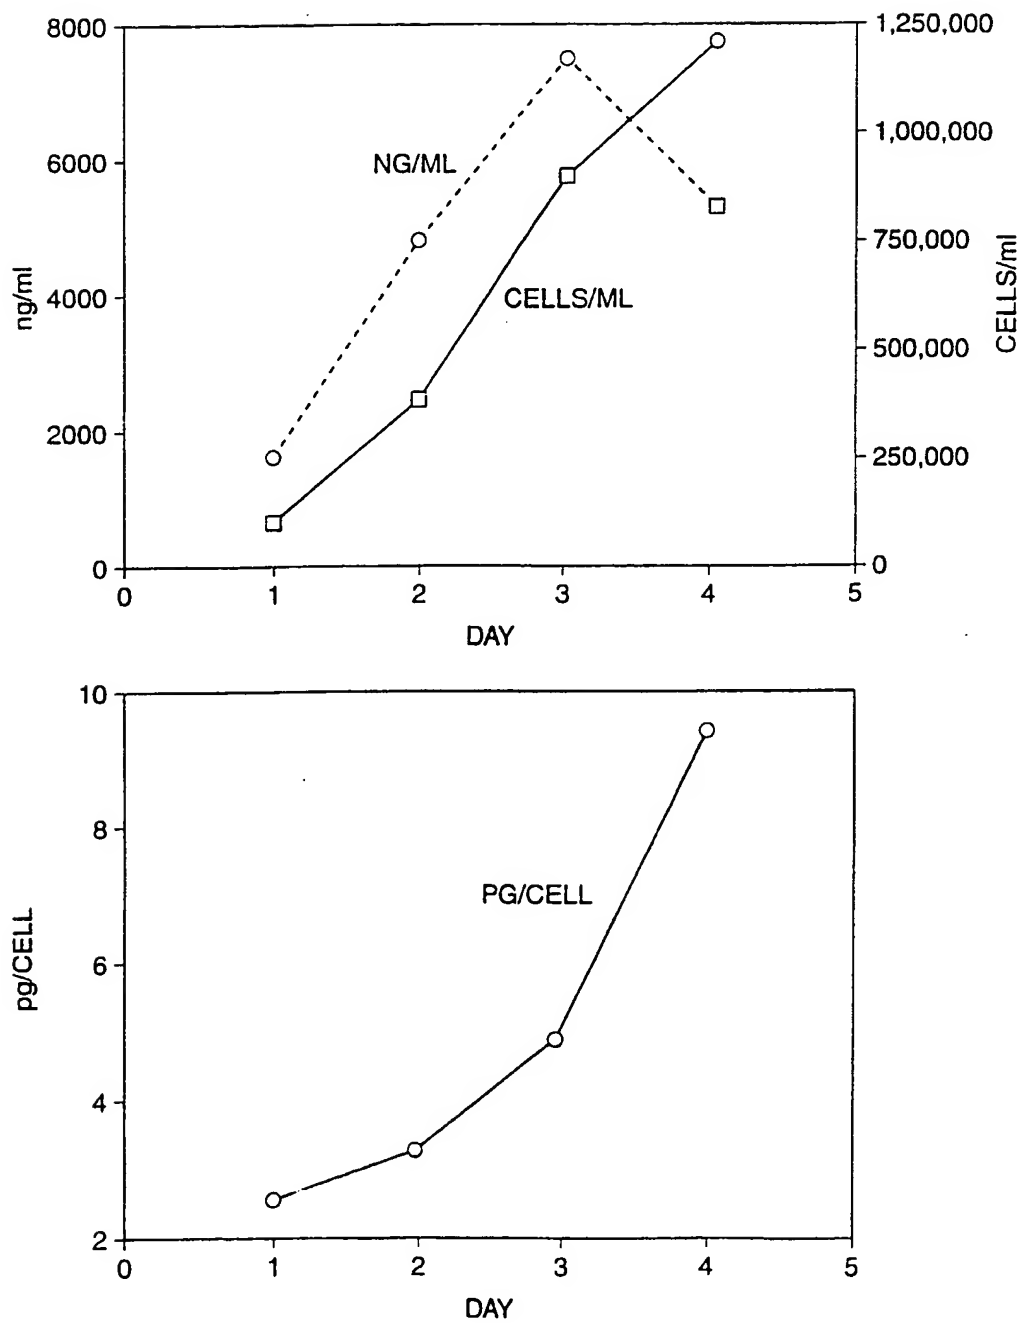 8000
6000
4000
2000
0
ng/ml
1,250,000
1,000,000
750,000
500,000
250,000
0
CELLS/ml
NG/ML
CELLS/ML
0 1 2 3 4 5
DAY
10
8
6
4
2
pg/CELL
PG/CELL
0 1 2 3 4 5
DAY